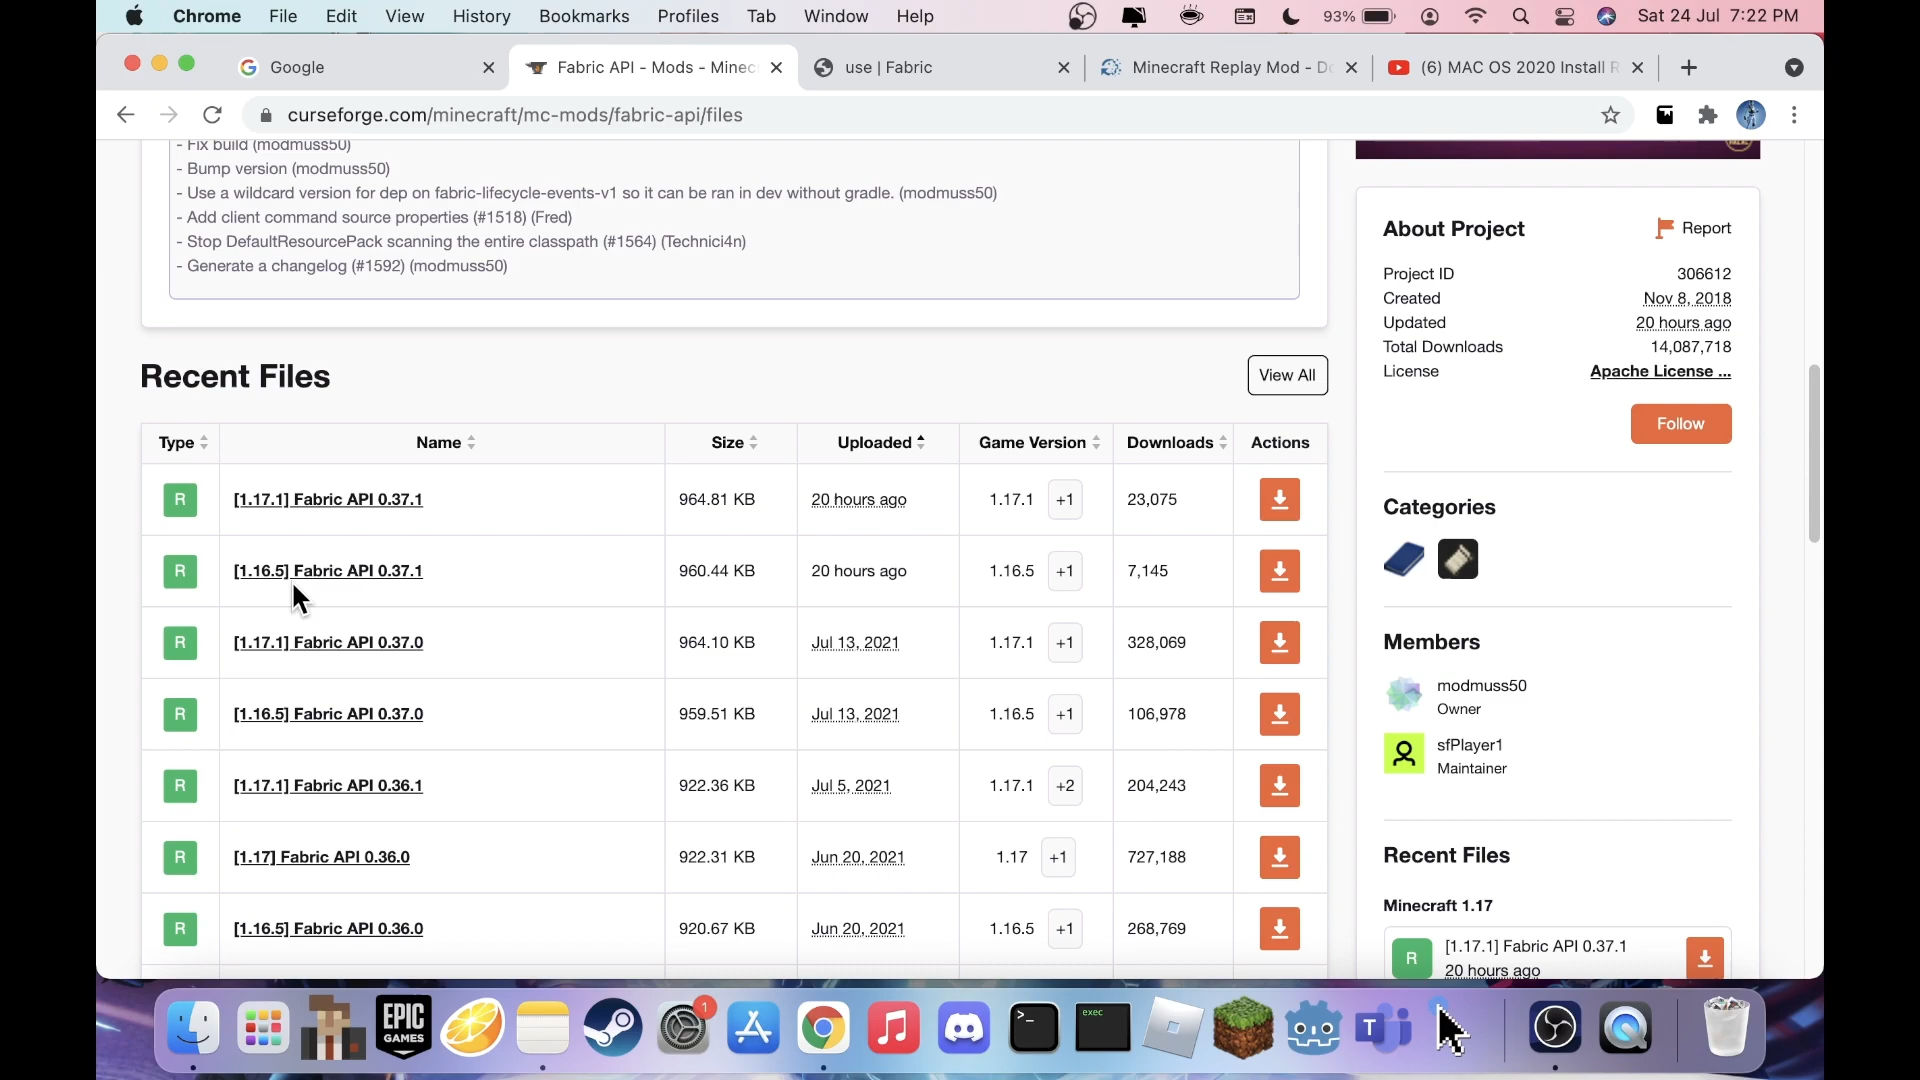 Chrome File Edit View History Bookmarks Profiles Tab Window Help 93% Sat 24 Jul 7:22 PM
Google
Fabric API - Mods - Minec
use | Fabric
Minecraft Replay Mod - Do
(6) MAC OS 2020 Install R
curseforge.com/minecraft/mc-mods/fabric-api/files
- Fix build (modmuss50)
- Bump version (modmuss50)
- Use a wildcard version for dep on fabric-lifecycle-events-v1 so it can be ran in dev without gradle. (modmuss50)
- Add client command source properties (#1518) (Fred)
- Stop DefaultResourcePack scanning the entire classpath (#1564) (Technici4n)
- Generate a changelog (#1592) (modmuss50)
Recent Files
View All
Type Name Size Uploaded Game Version Downloads Actions
R [1.17.1] Fabric API 0.37.1 964.81 KB 20 hours ago 1.17.1 +1 23,075
R [1.16.5] Fabric API 0.37.1 960.44 KB 20 hours ago 1.16.5 +1 7,145
R [1.17.1] Fabric API 0.37.0 964.10 KB Jul 13, 2021 1.17.1 +1 328,069
R [1.16.5] Fabric API 0.37.0 959.51 KB Jul 13, 2021 1.16.5 +1 106,978
R [1.17.1] Fabric API 0.36.1 922.36 KB Jul 5, 2021 1.17.1 +2 204,243
R [1.17] Fabric API 0.36.0 922.31 KB Jun 20, 2021 1.17 +1 727,188
R [1.16.5] Fabric API 0.36.0 920.67 KB Jun 20, 2021 1.16.5 +1 268,769
About Project
Report
Project ID 306612
Created Nov 8, 2018
Updated 20 hours ago
Total Downloads 14,087,718
License Apache License ...
Follow
Categories
Members
modmuss50
Owner
sfPlayer1
Maintainer
Recent Files
Minecraft 1.17
R [1.17.1] Fabric API 0.37.1
20 hours ago
EPIC
GAMES
1
>_
exec
T